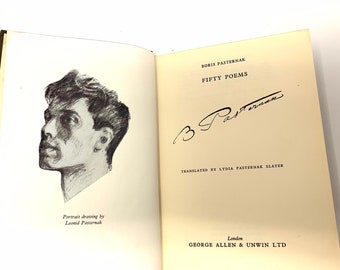 Portrait drawing by
Leonid Pasternak
BORIS PASTERNAK
FIFTY POEMS
B Pasternak
TRANSLATED BY LYDIA PASTERNAK SLATER
London
GEORGE ALLEN & UNWIN LTD